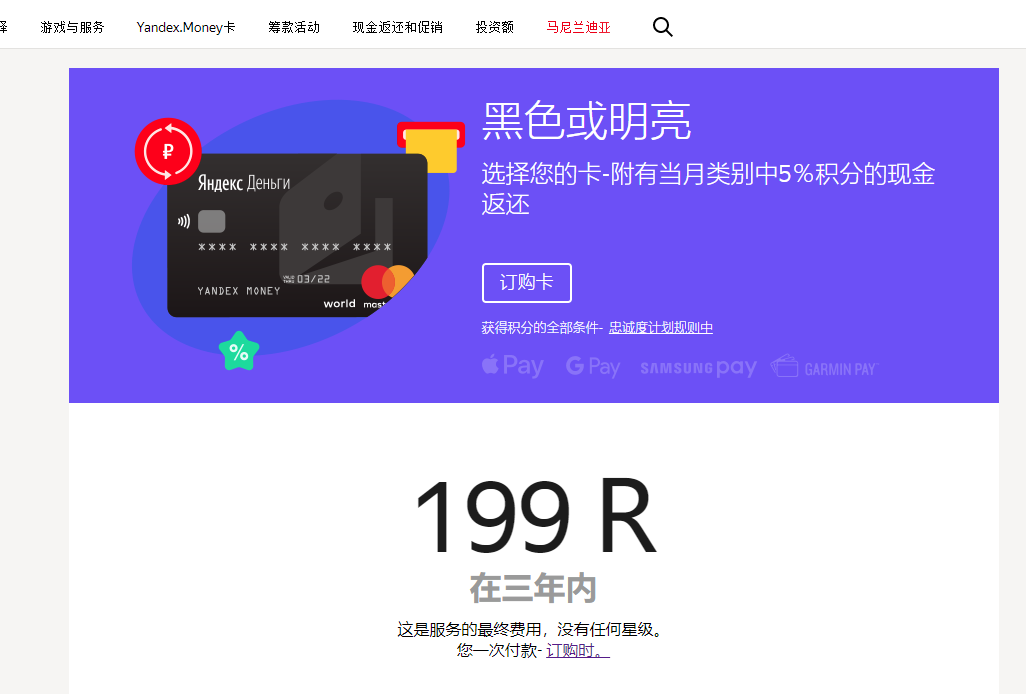 择 游戏与服务 Yandex.Money卡 筹款活动 现金返还和促销 投资额 马尼兰迪亚
黑色或明亮
选择您的卡-附有当月类别中5%积分的现金
返还
订购卡
获得积分的全部条件- 忠诚度计划规则中
Pay G Pay SAMSUNG pay GARMIN PAY
₽
Яндекс Деньги
**** **** **** ****
VALID THRU 03/22
YANDEX MONEY
world mast
%
199 R
在三年内
这是服务的最终费用，没有任何星级。
您一次付款- 订购时。